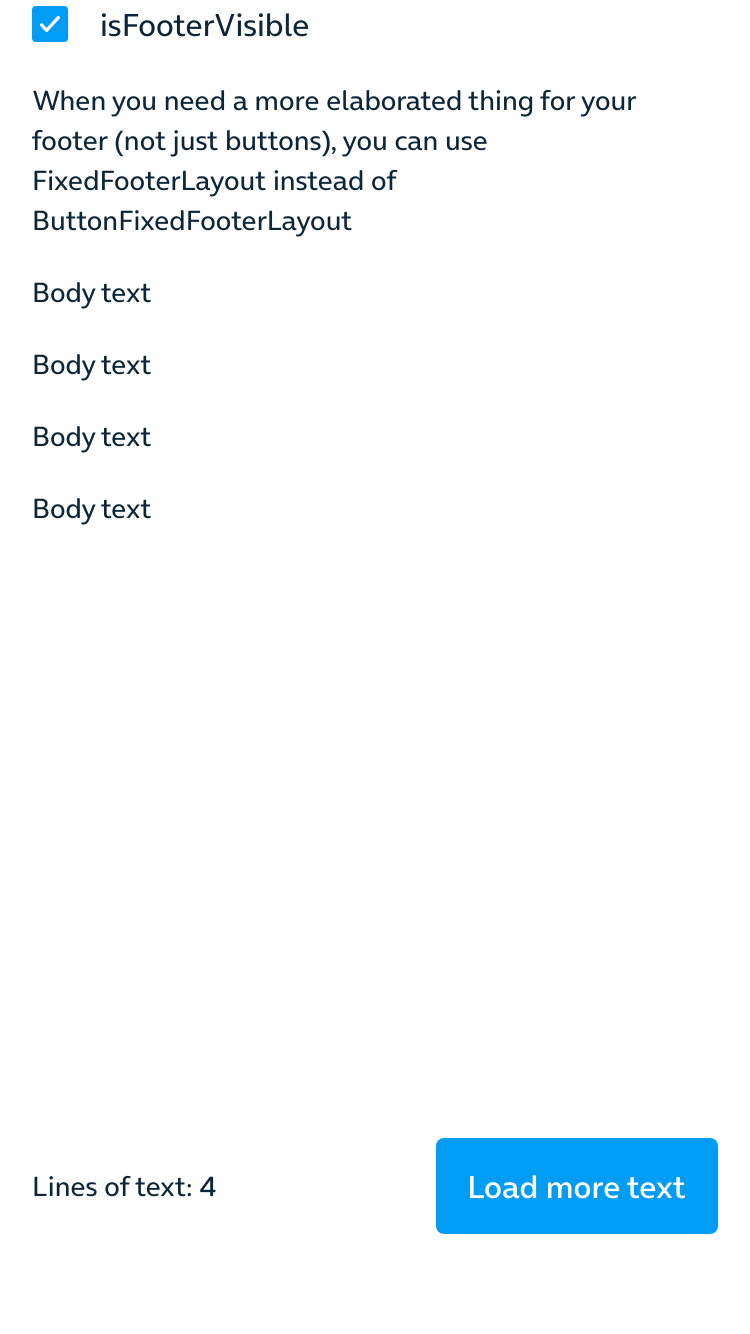 isFooterVisible
When you need a more elaborated thing for your
footer (not just buttons), you can use
FixedFooterLayout instead of
ButtonFixedFooterLayout
Body text
Body text
Body text
Body text
Lines of text: 4
Load more text